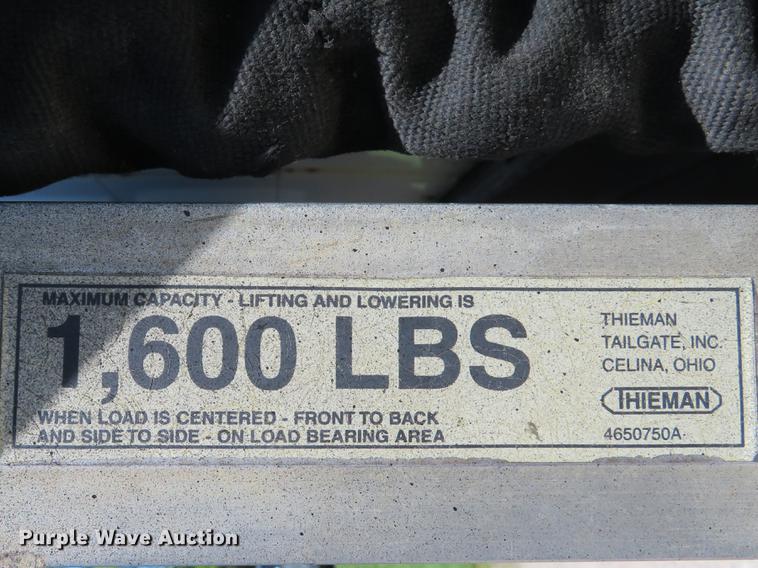 MAXIMUM CAPACITY - LIFTING AND LOWERING IS
1,600 LBS
WHEN LOAD IS CENTERED - FRONT TO BACK
AND SIDE TO SIDE - ON LOAD BEARING AREA
THIEMAN
TAILGATE, INC.
CELINA, OHIO
THIEMAN
4650750A
Purple Wave Auction